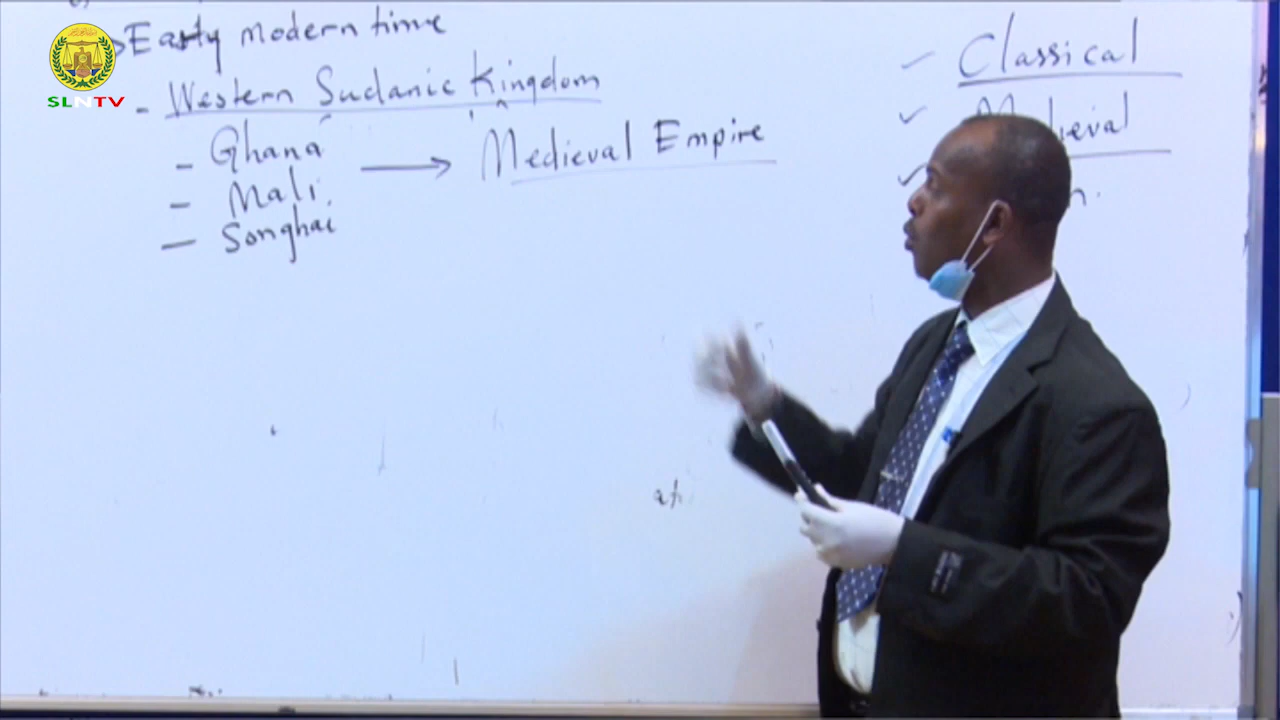 SLNTV
Early modern time
- Western Sudanic Kingdom
- Ghana → Medieval Empire
- Mali
- Songhai
✓ Classical